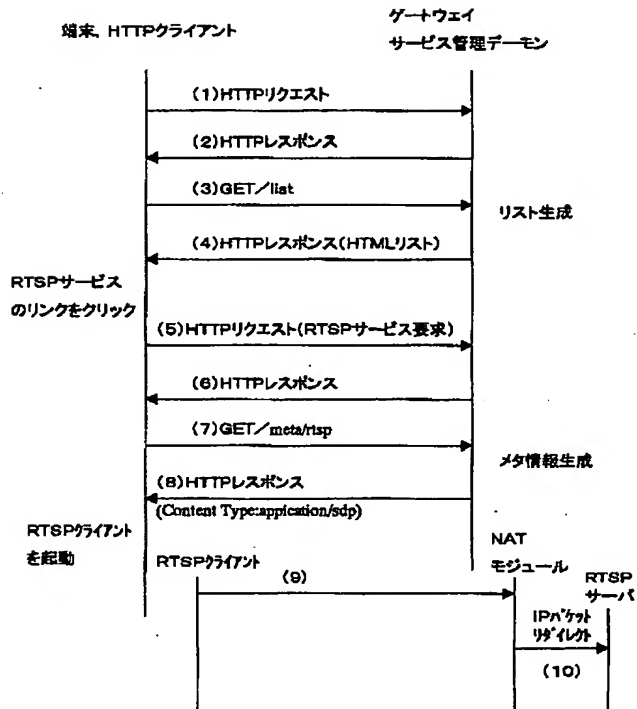 端末、HTTPクライアント
ゲートウェイ
サービス管理デーモン
(1)HTTPリクエスト
(2)HTTPレスポンス
(3)GET／list
リスト生成
(4)HTTPレスポンス(HTMLリスト)
RTSPサービス
のリンクをクリック
(5)HTTPリクエスト(RTSPサービス要求)
(6)HTTPレスポンス
(7)GET／meta/rtsp
メタ情報生成
(8)HTTPレスポンス
(Content Type:appication/sdp)
RTSPクライアント
を起動
RTSPクライアント
NAT
モジュール
(9)
RTSP
サーバ
IPパケット
リダイレクト
(10)